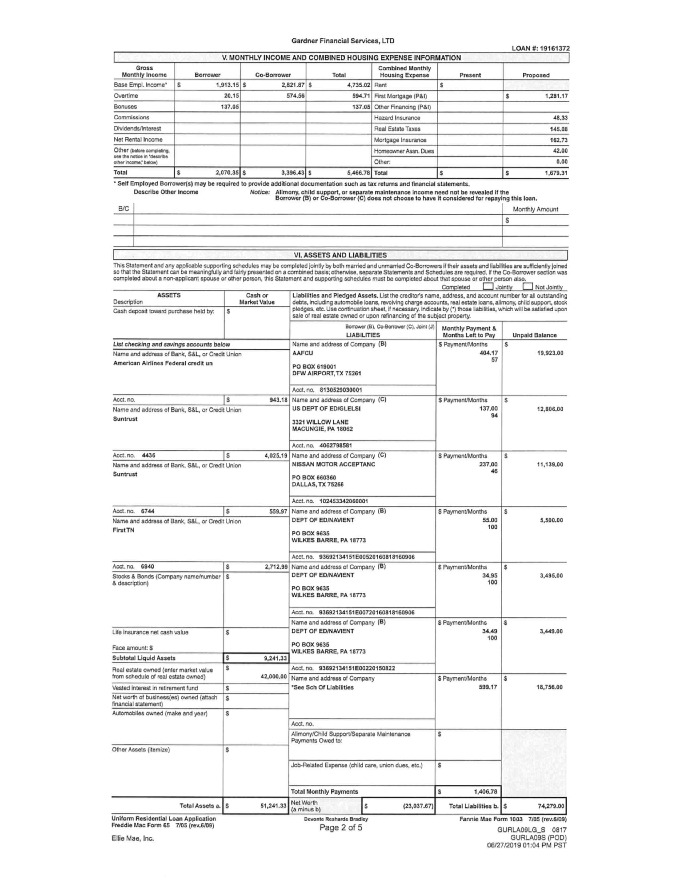 Gardner Financial Services, LTD
LOAN #: 19161372
V. MONTHLY INCOME AND COMBINED HOUSING EXPENSE INFORMATION
Gross Monthly Income Borrower Co-Borrower Total Combined Monthly Housing Expense Present Proposed
Base Empl. Income* $ 1,913.15 $ 2,821.87 $ 4,735.02 Rent $
Overtime 20.15 574.56 594.71 First Mortgage (P&I) $ 1,281.17
Bonuses 137.05 137.05 Other Financing (P&I)
Commissions Hazard Insurance 48.33
Dividends/Interest Real Estate Taxes 145.08
Net Rental Income Mortgage Insurance 162.73
Other (before completing, see the notice in "describe other income," below) Homeowner Assn. Dues 42.00
Other: 0.00
Total $ 2,070.35 $ 3,396.43 $ 5,466.78 Total $ $ 1,679.31
* Self Employed Borrower(s) may be required to provide additional documentation such as tax returns and financial statements.
Describe Other Income Notice: Alimony, child support, or separate maintenance income need not be revealed if the
Borrower (B) or Co-Borrower (C) does not choose to have it considered for repaying this loan.
B/C Monthly Amount
$
VI. ASSETS AND LIABILITIES
This Statement and any applicable supporting schedules may be completed jointly by both married and unmarried Co-Borrowers if their assets and liabilities are sufficiently joined
so that the Statement can be meaningfully and fairly presented on a combined basis; otherwise, separate Statements and Schedules are required. If the Co-Borrower section was
completed about a non-applicant spouse or other person, this Statement and supporting schedules must be completed about that spouse or other person also.
Completed Jointly Not Jointly
ASSETS
Description
Cash or Market Value
Cash deposit toward purchase held by: $
Liabilities and Pledged Assets. List the creditor's name, address, and account number for all outstanding
debts, including automobile loans, revolving charge accounts, real estate loans, alimony, child support, stock
pledges, etc. Use continuation sheet, if necessary. Indicate by (*) those liabilities, which will be satisfied upon
sale of real estate owned or upon refinancing of the subject property.
Borrower (B), Co-Borrower (C), Joint (J)
LIABILITIES
Monthly Payment & Months Left to Pay
Unpaid Balance
List checking and savings accounts below
Name and address of Bank, S&L, or Credit Union
American Airlines Federal credit us
Name and address of Company (B) $ Payment/Months $
AAFCU 404.17 19,923.00
57
PO BOX 619001
DFW AIRPORT, TX 75261
Acct. no. 8130529030001
Acct. no. $ 943.18
Name and address of Bank, S&L, or Credit Union
Suntrust
Name and address of Company (C) $ Payment/Months $
US DEPT OF ED/GLELSI 137.00 12,806.00
94
3321 WILLOW LANE
MACUNGIE, PA 18062
Acct. no. 4062798581
Acct. no. 4436 $ 4,025.19
Name and address of Bank, S&L, or Credit Union
Suntrust
Name and address of Company (C) $ Payment/Months $
NISSAN MOTOR ACCEPTANC 237.00 11,139.00
46
PO BOX 660360
DALLAS, TX 75266
Acct. no. 102453342060001
Acct. no. 6744 $ 559.97
Name and address of Bank, S&L, or Credit Union
First TN
Name and address of Company (B) $ Payment/Months $
DEPT OF ED/NAVIENT 55.00 5,500.00
100
PO BOX 9635
WILKES BARRE, PA 18773
Acct. no. 93692134151E00520160818160906
Acct. no. 6940 $ 2,712.99
Stocks & Bonds (Company name/number & description) $
Name and address of Company (B) $ Payment/Months $
DEPT OF ED/NAVIENT 34.95 3,495.00
100
PO BOX 9635
WILKES BARRE, PA 18773
Acct. no. 93692134151E00720160818160906
Name and address of Company (B) $ Payment/Months $
DEPT OF ED/NAVIENT 34.49 3,449.00
100
PO BOX 9635
WILKES BARRE, PA 18773
Acct. no. 93692134151E00220150822
Life insurance net cash value $
Face amount: $
Subtotal Liquid Assets $ 9,241.33
Real estate owned (enter market value from schedule of real estate owned) $ 42,000.00
Name and address of Company $ Payment/Months $
*See Sch Of Liabilities 599.17 18,756.00
Vested interest in retirement fund $
Net worth of business(es) owned (attach financial statement) $
Automobiles owned (make and year) $
Acct. no.
Alimony/Child Support/Separate Maintenance Payments Owed to: $
Other Assets (itemize) $
Job-Related Expense (child care, union dues, etc.) $
Total Monthly Payments $ 1,406.78
Total Assets a. $ 51,241.33 Net Worth (a minus b) $ (23,037.67) Total Liabilities b. $ 74,279.00
Uniform Residential Loan Application
Freddie Mac Form 65 7/05 (rev.6/09)
Fannie Mae Form 1003 7/05 (rev.6/09)
Page 2 of 5
Ellie Mae, Inc.
GURLA09LG_S 0817
GURLA09S (POD)
06/27/2019 01:04 PM PST